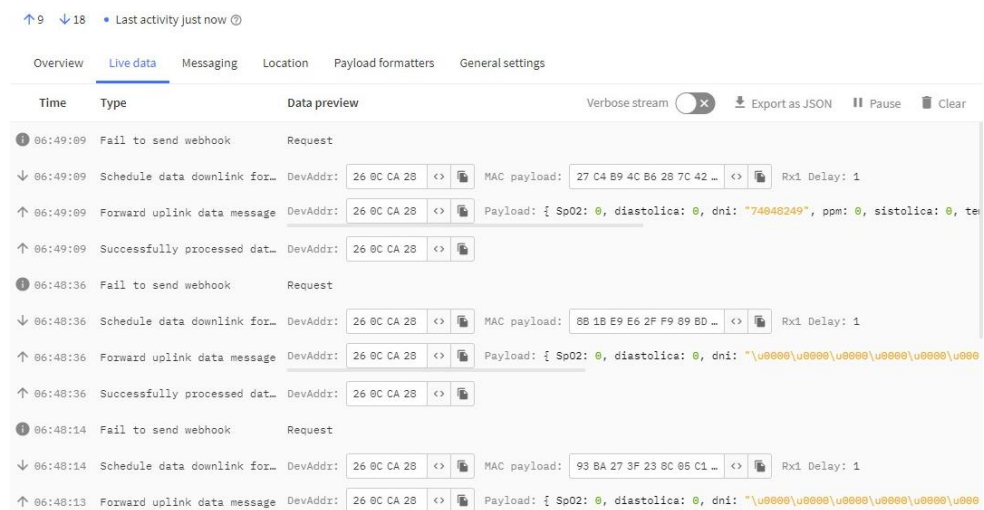 ↑9 ↓18 • Last activity just now
Overview Live data Messaging Location Payload formatters General settings
Time Type Data preview Verbose stream Export as JSON Pause Clear
06:49:09 Fail to send webhook Request
06:49:09 Schedule data downlink for… DevAddr: 26 0C CA 28 <> MAC payload: 27 C4 B9 4C B6 28 7C 42 … <> Rx1 Delay: 1
06:49:09 Forward uplink data message DevAddr: 26 0C CA 28 <> Payload: { SpO2: 0, diastolica: 0, dni: "74048249", ppm: 0, sistolica: 0, te
06:49:09 Successfully processed dat… DevAddr: 26 0C CA 28 <>
06:48:36 Fail to send webhook Request
06:48:36 Schedule data downlink for… DevAddr: 26 0C CA 28 <> MAC payload: 8B 1B E9 E6 2F F9 89 BD … <> Rx1 Delay: 1
06:48:36 Forward uplink data message DevAddr: 26 0C CA 28 <> Payload: { SpO2: 0, diastolica: 0, dni: "\u0000\u0000\u0000\u0000\u0000\u000
06:48:36 Successfully processed dat… DevAddr: 26 0C CA 28 <>
06:48:14 Fail to send webhook Request
06:48:14 Schedule data downlink for… DevAddr: 26 0C CA 28 <> MAC payload: 93 BA 27 3F 23 8C 05 C1 … <> Rx1 Delay: 1
06:48:13 Forward uplink data message DevAddr: 26 0C CA 28 <> Payload: { SpO2: 0, diastolica: 0, dni: "\u0000\u0000\u0000\u0000\u0000\u000